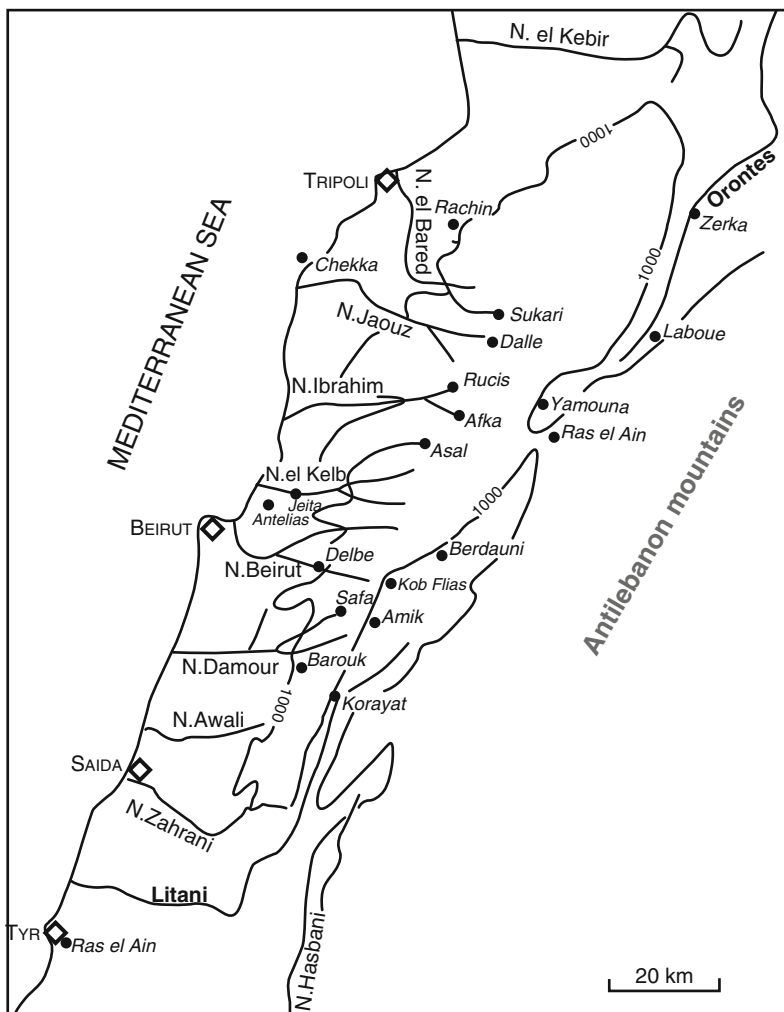 N. el Kebir
1000
TRIPOLI
N. el Bared
Rachin
Orontes
Zerka
MEDITERRANEAN SEA
Chekka
1000
N.Jaouz
Sukari
Dalle
Laboue
N.Ibrahim
Rucis
Yamouna
Afka
Ras el Ain
Asal
N.el Kelb
Jeita
Antelias
1000
BEIRUT
Delbe
Berdauni
N.Beirut
Kob Flias
Antilebanon mountains
Safa
Amik
N.Damour
Barouk
1000
Korayat
N.Awali
SAIDA
N.Zahrani
Litani
N.Hasbani
TYR
Ras el Ain
20 km